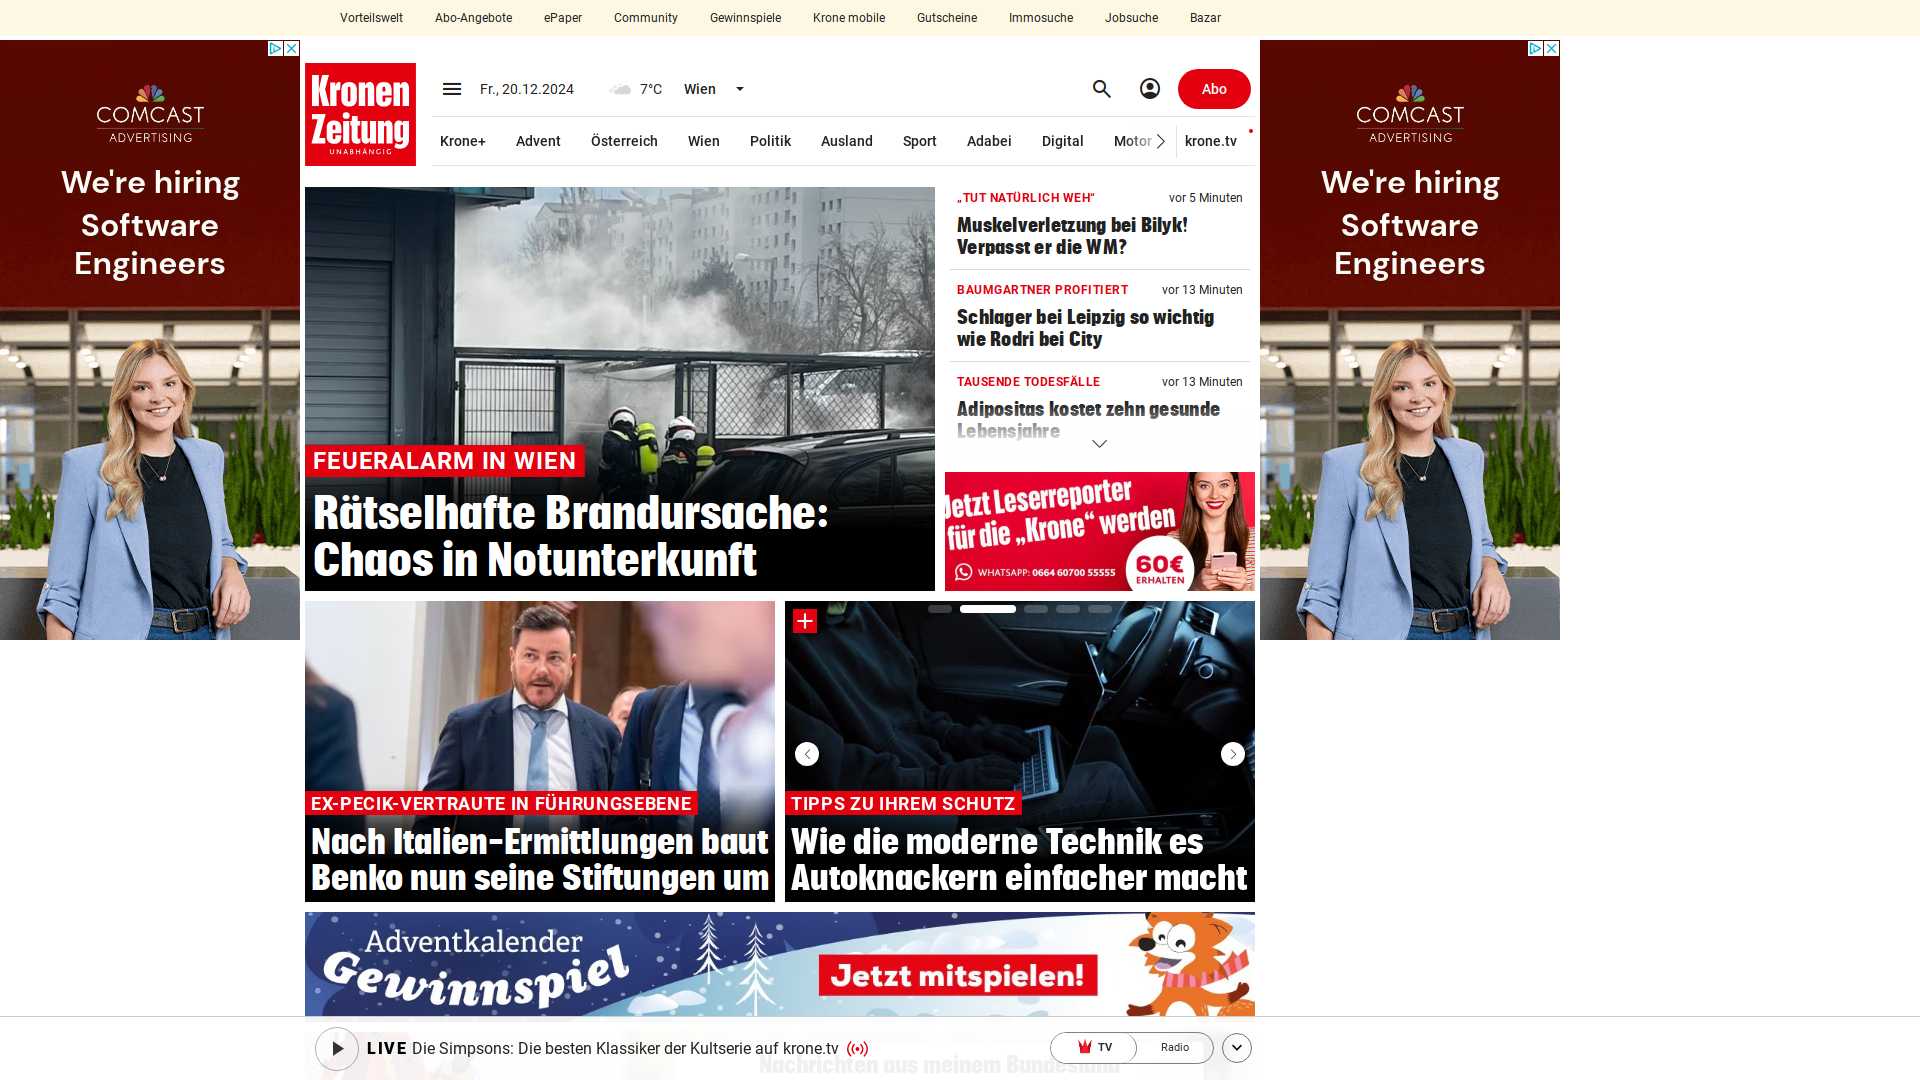 Vorteilswelt
Abo-Angebote
ePaper
Community
Gewinnspiele
Krone mobile
Gutscheine
Immosuche
Jobsuche
Bazar
COMCAST
ADVERTISING
We're hiring
Software
Engineers
Kronen
Zeitung
UNABHÄNGIG
Fr., 20.12.2024
7°C
Wien
Abo
Krone+
Advent
Österreich
Wien
Politik
Ausland
Sport
Adabei
Digital
Motor
krone.tv
FEUERALARM IN WIEN
Rätselhafte Brandursache:
Chaos in Notunterkunft
„TUT NATÜRLICH WEH“
vor 5 Minuten
Muskelverletzung bei Bilyk!
Verpasst er die WM?
BAUMGARTNER PROFITIERT
vor 13 Minuten
Schlager bei Leipzig so wichtig
wie Rodri bei City
TAUSENDE TODESFÄLLE
vor 13 Minuten
Adipositas kostet zehn gesunde
Lebensjahre
Jetzt Leserreporter
für die „Krone“ werden
WHATSAPP: 0664 60700 55555
60€
ERHALTEN
COMCAST
ADVERTISING
We're hiring
Software
Engineers
EX-PECIK-VERTRAUTE IN FÜHRUNGSEBENE
Nach Italien-Ermittlungen baut
Benko nun seine Stiftungen um
TIPPS ZU IHREM SCHUTZ
Wie die moderne Technik es
Autoknackern einfacher macht
Adventkalender
Gewinnspiel
Jetzt mitspielen!
LIVE Die Simpsons: Die besten Klassiker der Kultserie auf krone.tv
TV
Radio
Nachrichten aus meinem Bundesland